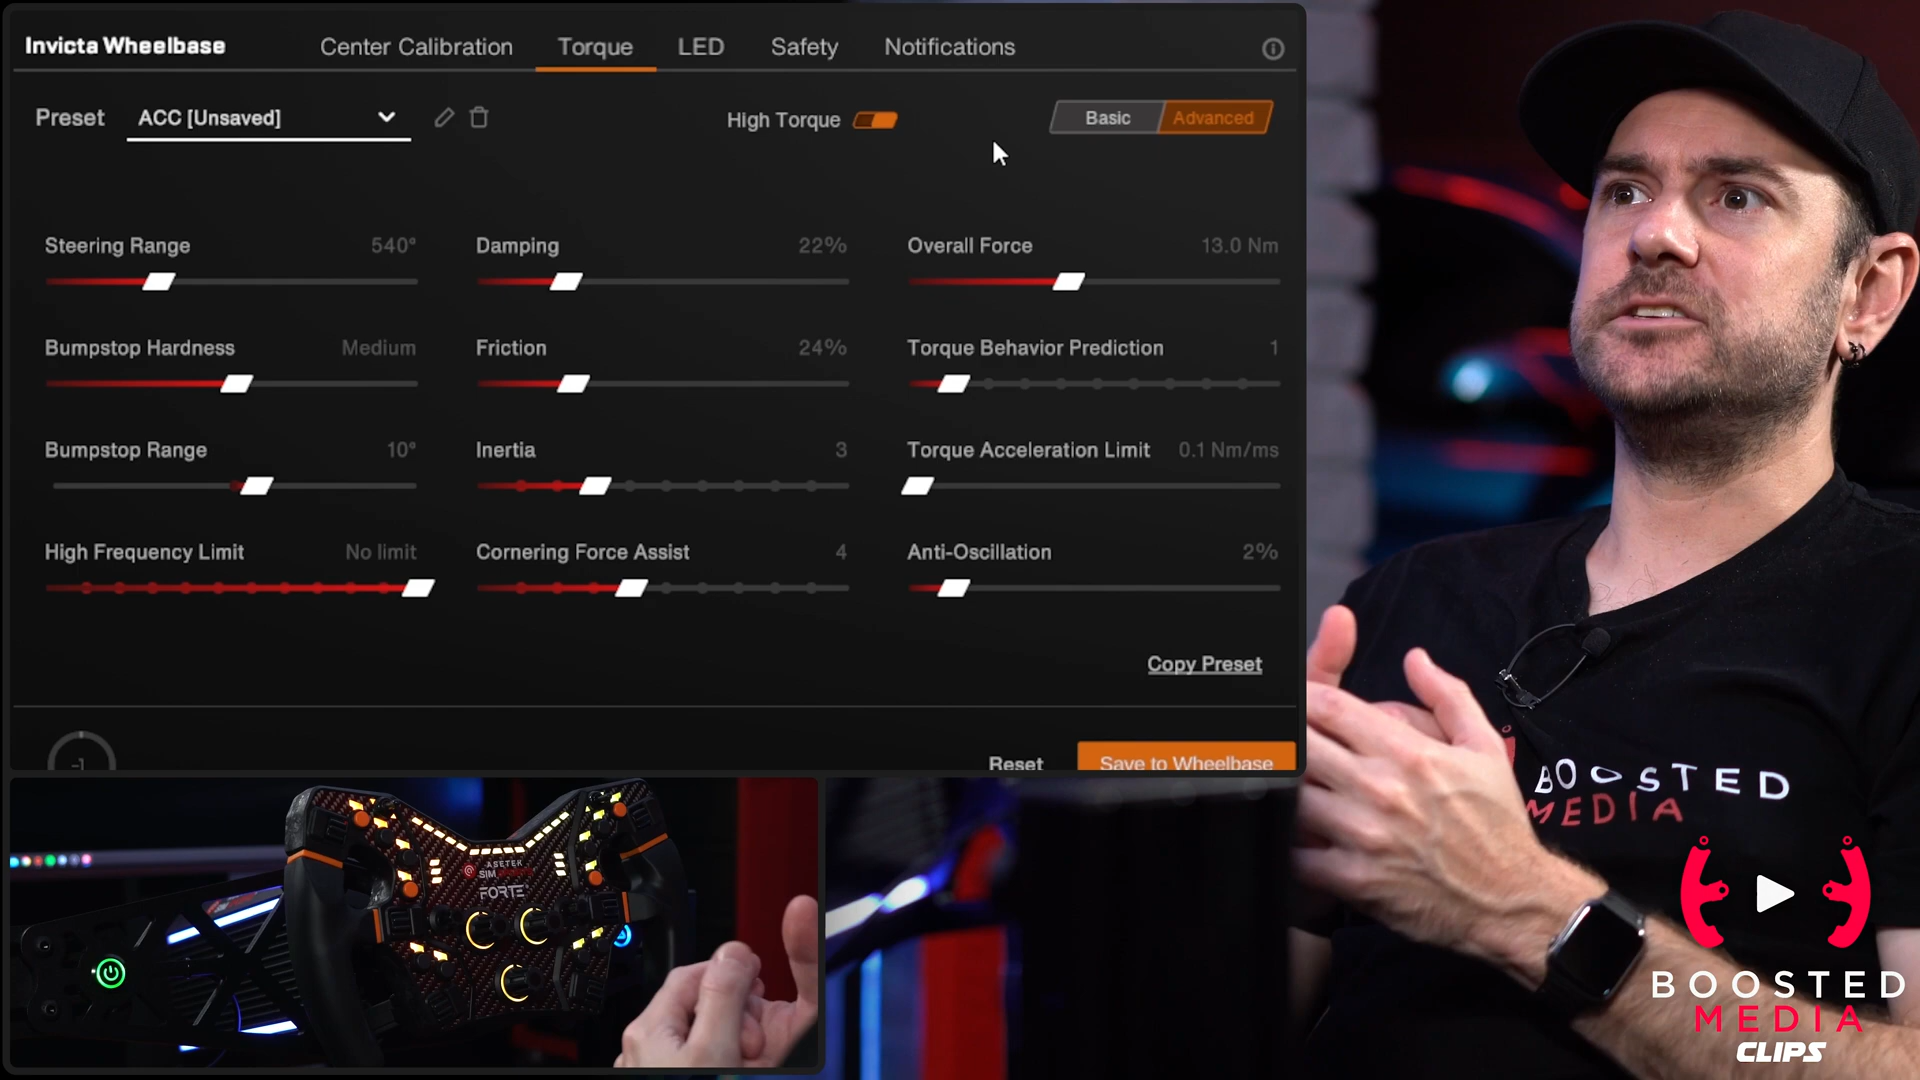 Invicta Wheelbase
Center Calibration
Torque
LED
Safety
Notifications
Preset
ACC [Unsaved]
High Torque
Basic
Advanced
Steering Range 540°
Damping 22%
Overall Force 13.0 Nm
Bumpstop Hardness Medium
Friction 24%
Torque Behavior Prediction 1
Bumpstop Range 10°
Inertia 3
Torque Acceleration Limit 0.1 Nm/ms
High Frequency Limit No limit
Cornering Force Assist 4
Anti-Oscillation 2%
Copy Preset
-1
Reset
Save to Wheelbase
ASETEK
SIMSPORTS
FORTE
BOOSTED
MEDIA
BOOSTED
MEDIA
CLIPS